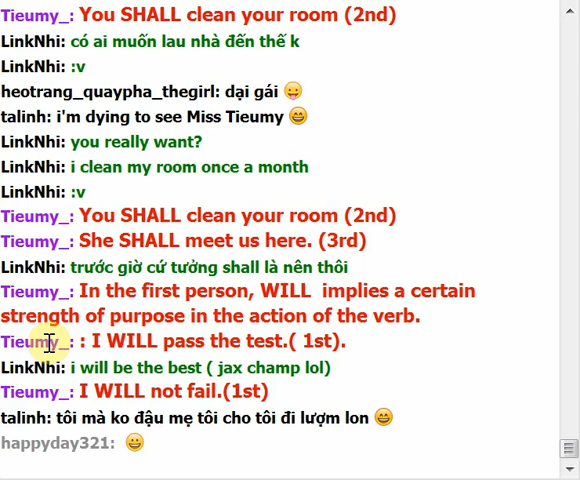 Tieumy_: You SHALL clean your room (2nd)
LinkNhi: có ai muốn lau nhà đến thế k
LinkNhi: :v
heotrang_quaypha_thegirl: dại gái 😛
talinh: i'm dying to see Miss Tieumy 😄
LinkNhi: you really want?
LinkNhi: i clean my room once a month
LinkNhi: :v
Tieumy_: You SHALL clean your room (2nd)
Tieumy_: She SHALL meet us here. (3rd)
LinkNhi: trước giờ cứ tưởng shall là nên thôi
Tieumy_: In the first person, WILL implies a certain
strength of purpose in the action of the verb.
Tieumy_: : I WILL pass the test.( 1st).
LinkNhi: i will be the best ( jax champ lol)
Tieumy_: I WILL not fail.(1st)
talinh: tôi mà ko đậu mẹ tôi cho tôi đi lượm lon 😄
happyday321: 😀